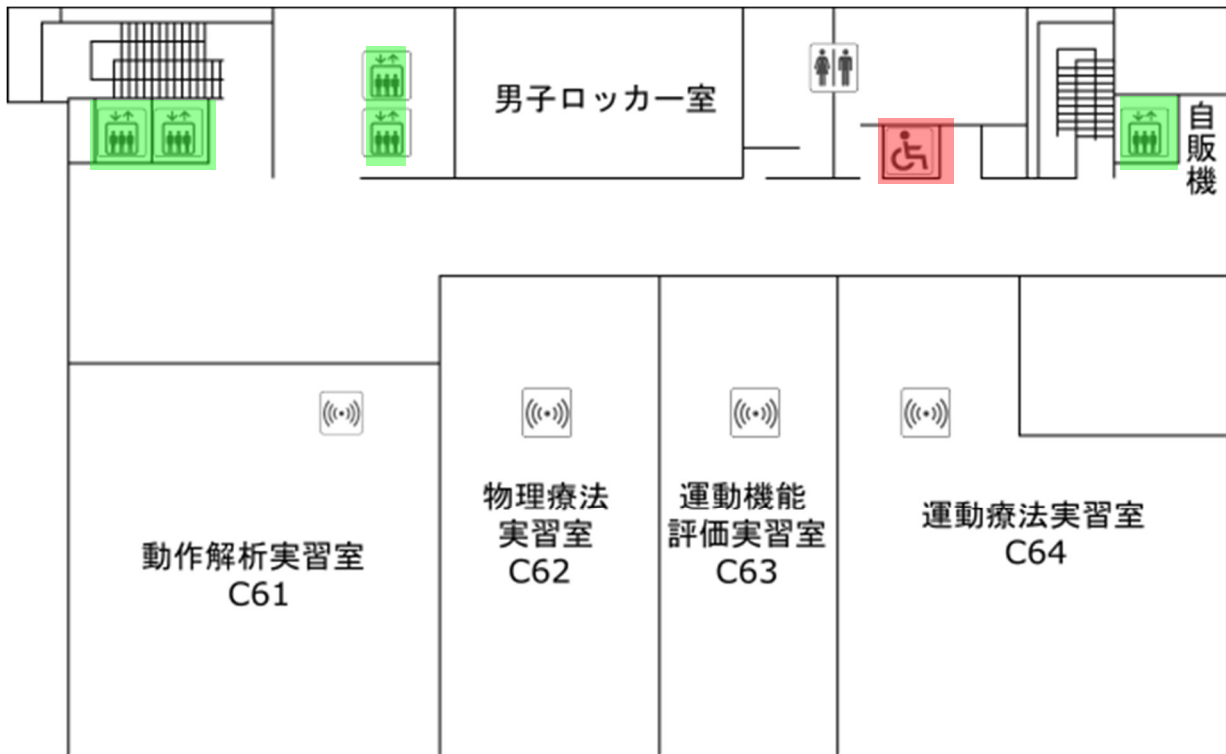 男子ロッカー室
自販機
動作解析実習室
C61
物理療法
実習室
C62
運動機能
評価実習室
C63
運動療法実習室
C64